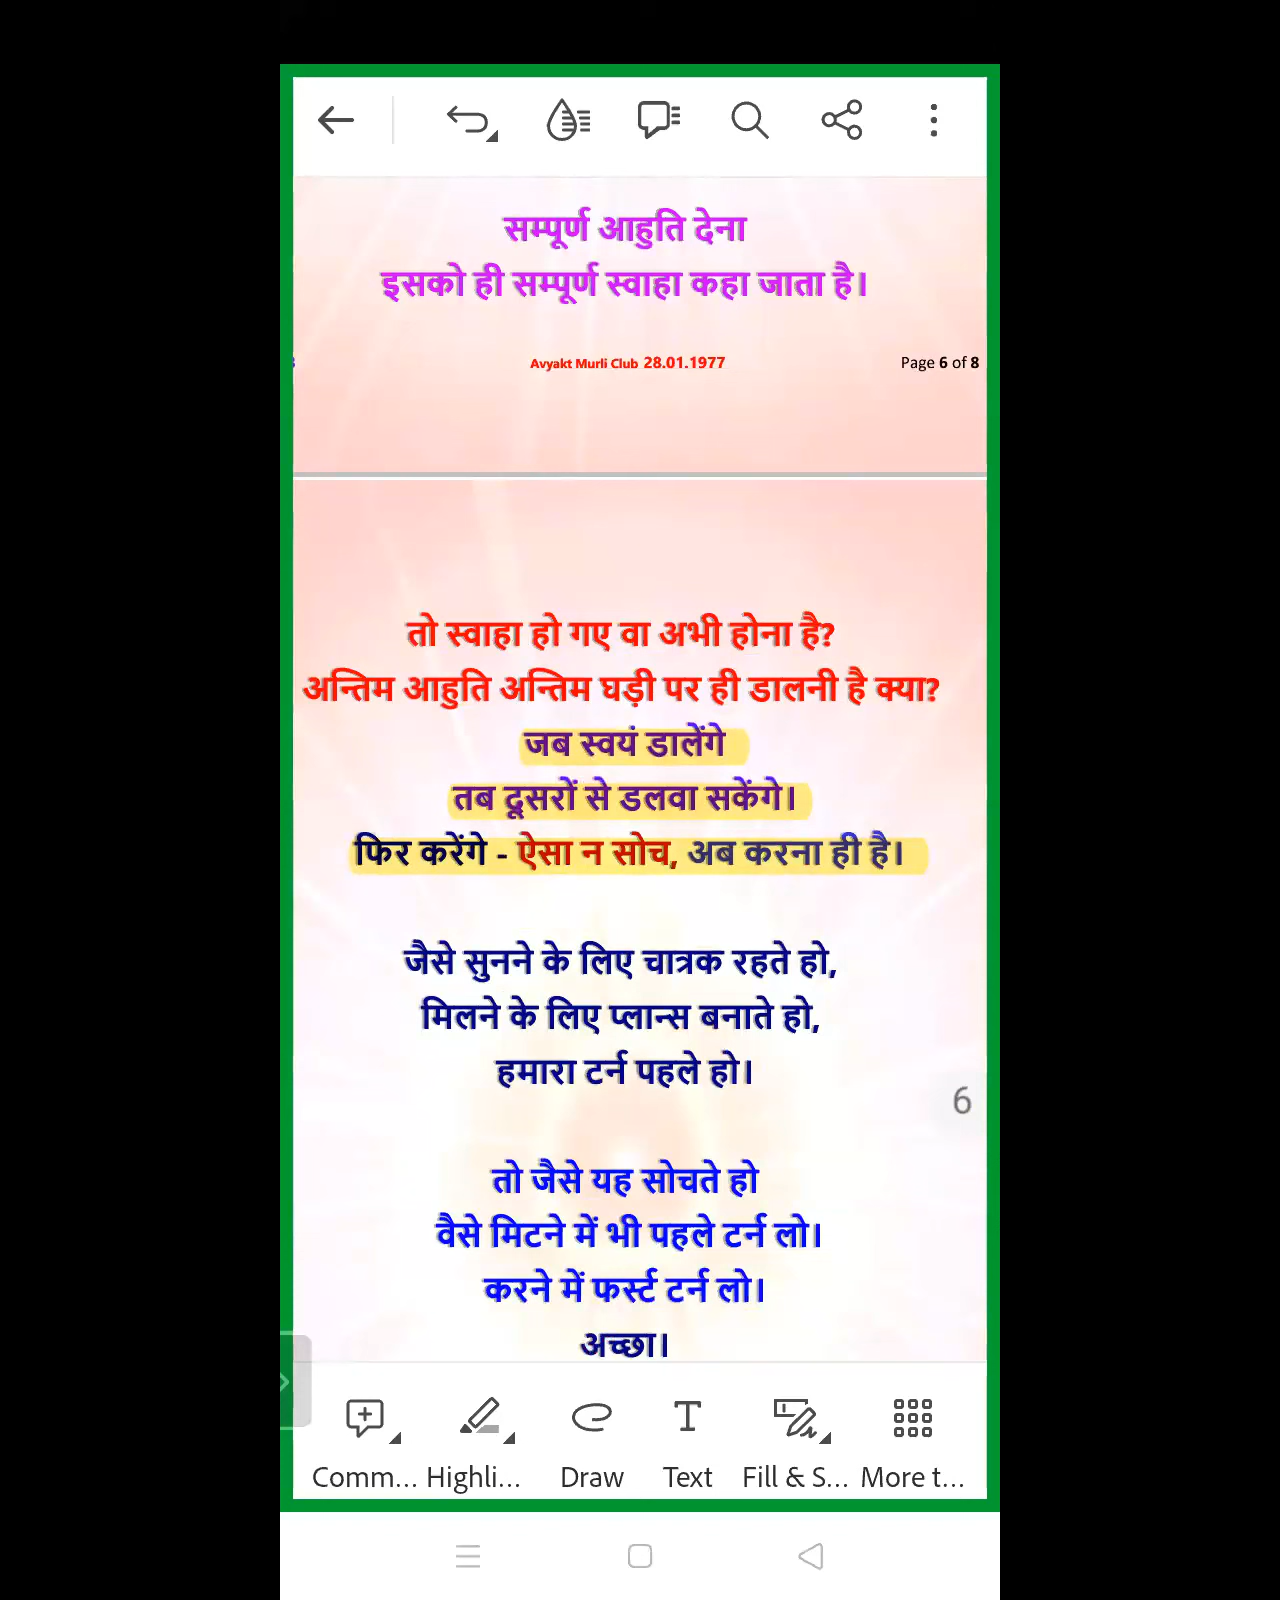 सम्पूर्ण आहुति देना
इसको ही सम्पूर्ण स्वाहा कहा जाता है।
Avyakt Murli Club 28.01.1977
Page 6 of 8
तो स्वाहा हो गए वा अभी होना है?
अन्तिम आहुति अन्तिम घड़ी पर ही डालनी है क्या?
जब स्वयं डालेंगे
तब दूसरों से डलवा सकेंगे।
फिर करेंगे - ऐसा न सोच, अब करना ही है।
जैसे सुनने के लिए चात्रक रहते हो,
मिलने के लिए प्लान्स बनाते हो,
हमारा टर्न पहले हो।
6
तो जैसे यह सोचते हो
वैसे मिटने में भी पहले टर्न लो।
करने में फर्स्ट टर्न लो।
अच्छा।
Comm... Highli... Draw Text Fill & S... More t...